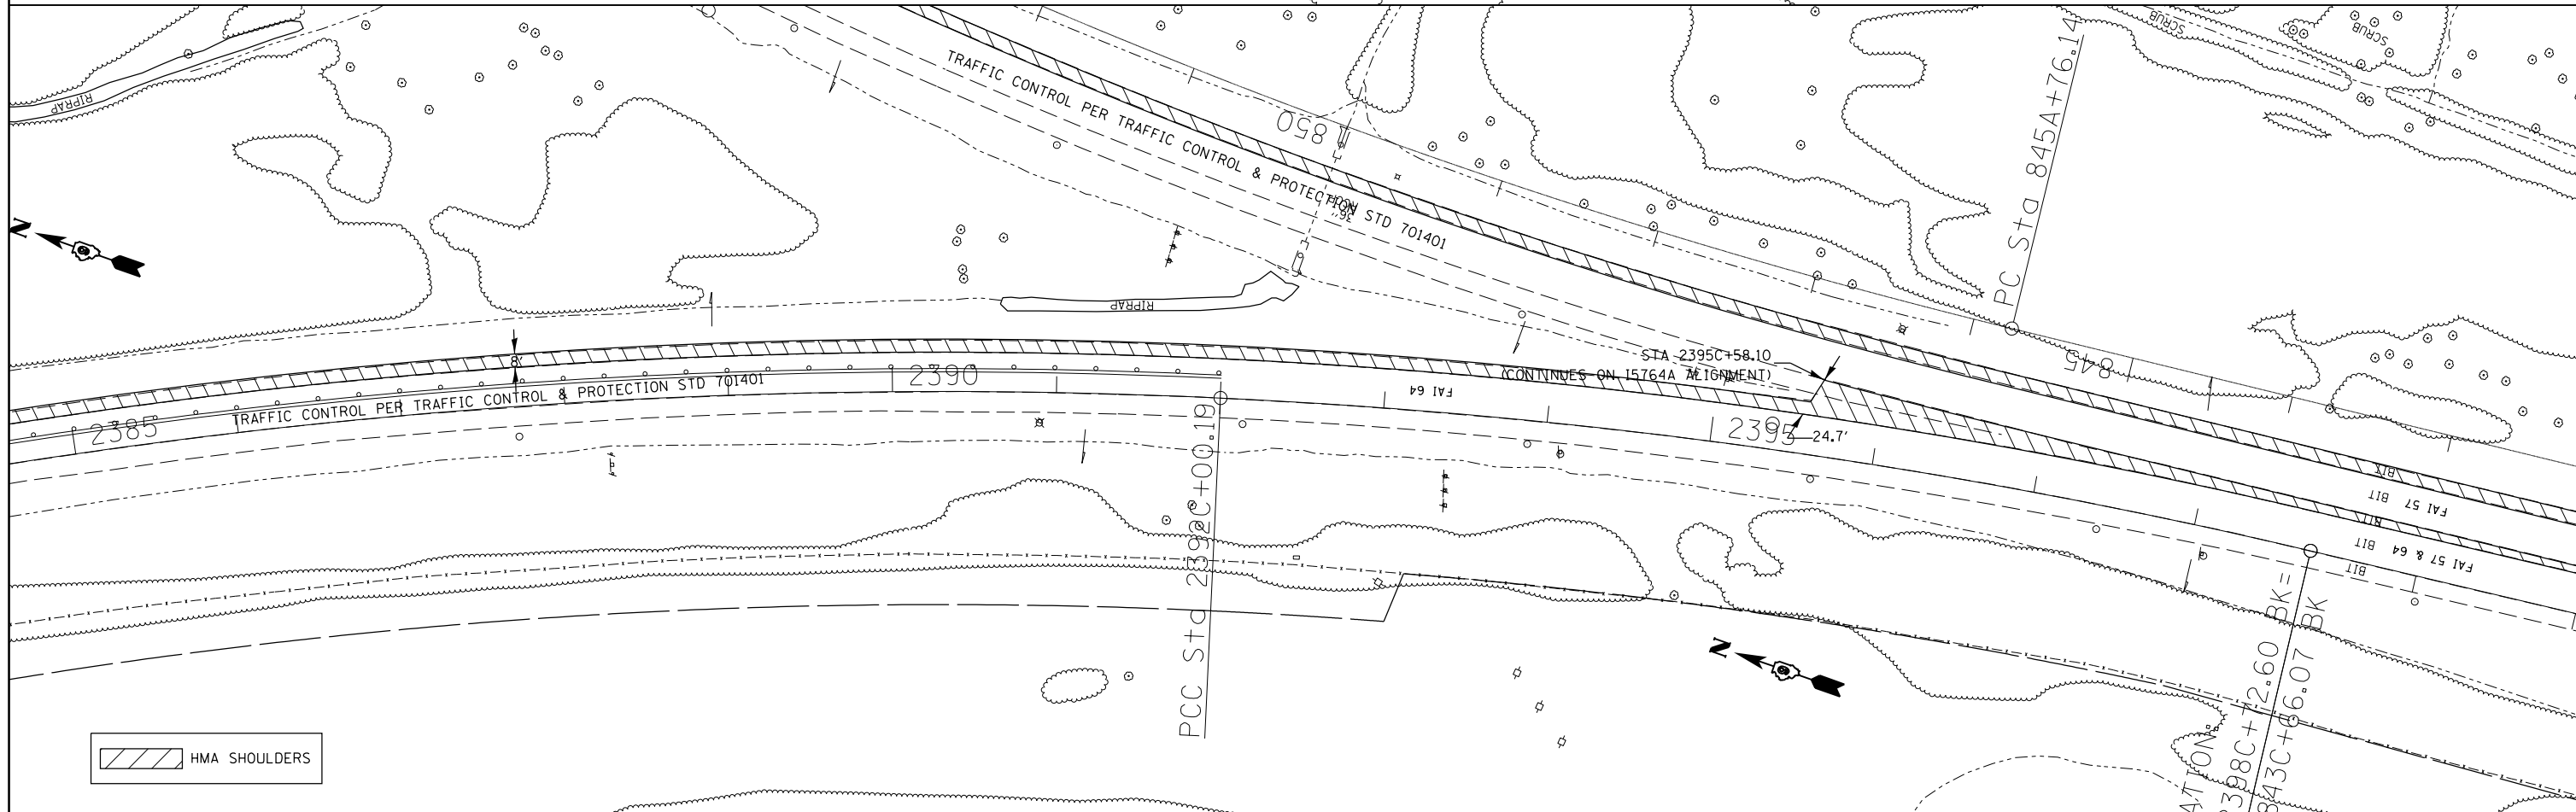 SCRUB
SCRUB
RIPRAP
TRAFFIC CONTROL PER TRAFFIC CONTROL & PROTECTION STD 701401
850
PC Sta 845A+76.14
36"
N
RIPRAP
8'
2390
TRAFFIC CONTROL PER TRAFFIC CONTROL & PROTECTION STD 701401
2385
STA 2395C+58.10
(CONTINUES ON I5764A ALIGNMENT)
845
FAI 64
2395
24.7'
PCC Sta 2392C+00.19
BIT
FAI 57 BIT
BIT
FAI 57 & 64 BIT
BIT
N
2398C+72.60 BK=
843C+66.07 BK
HMA SHOULDERS